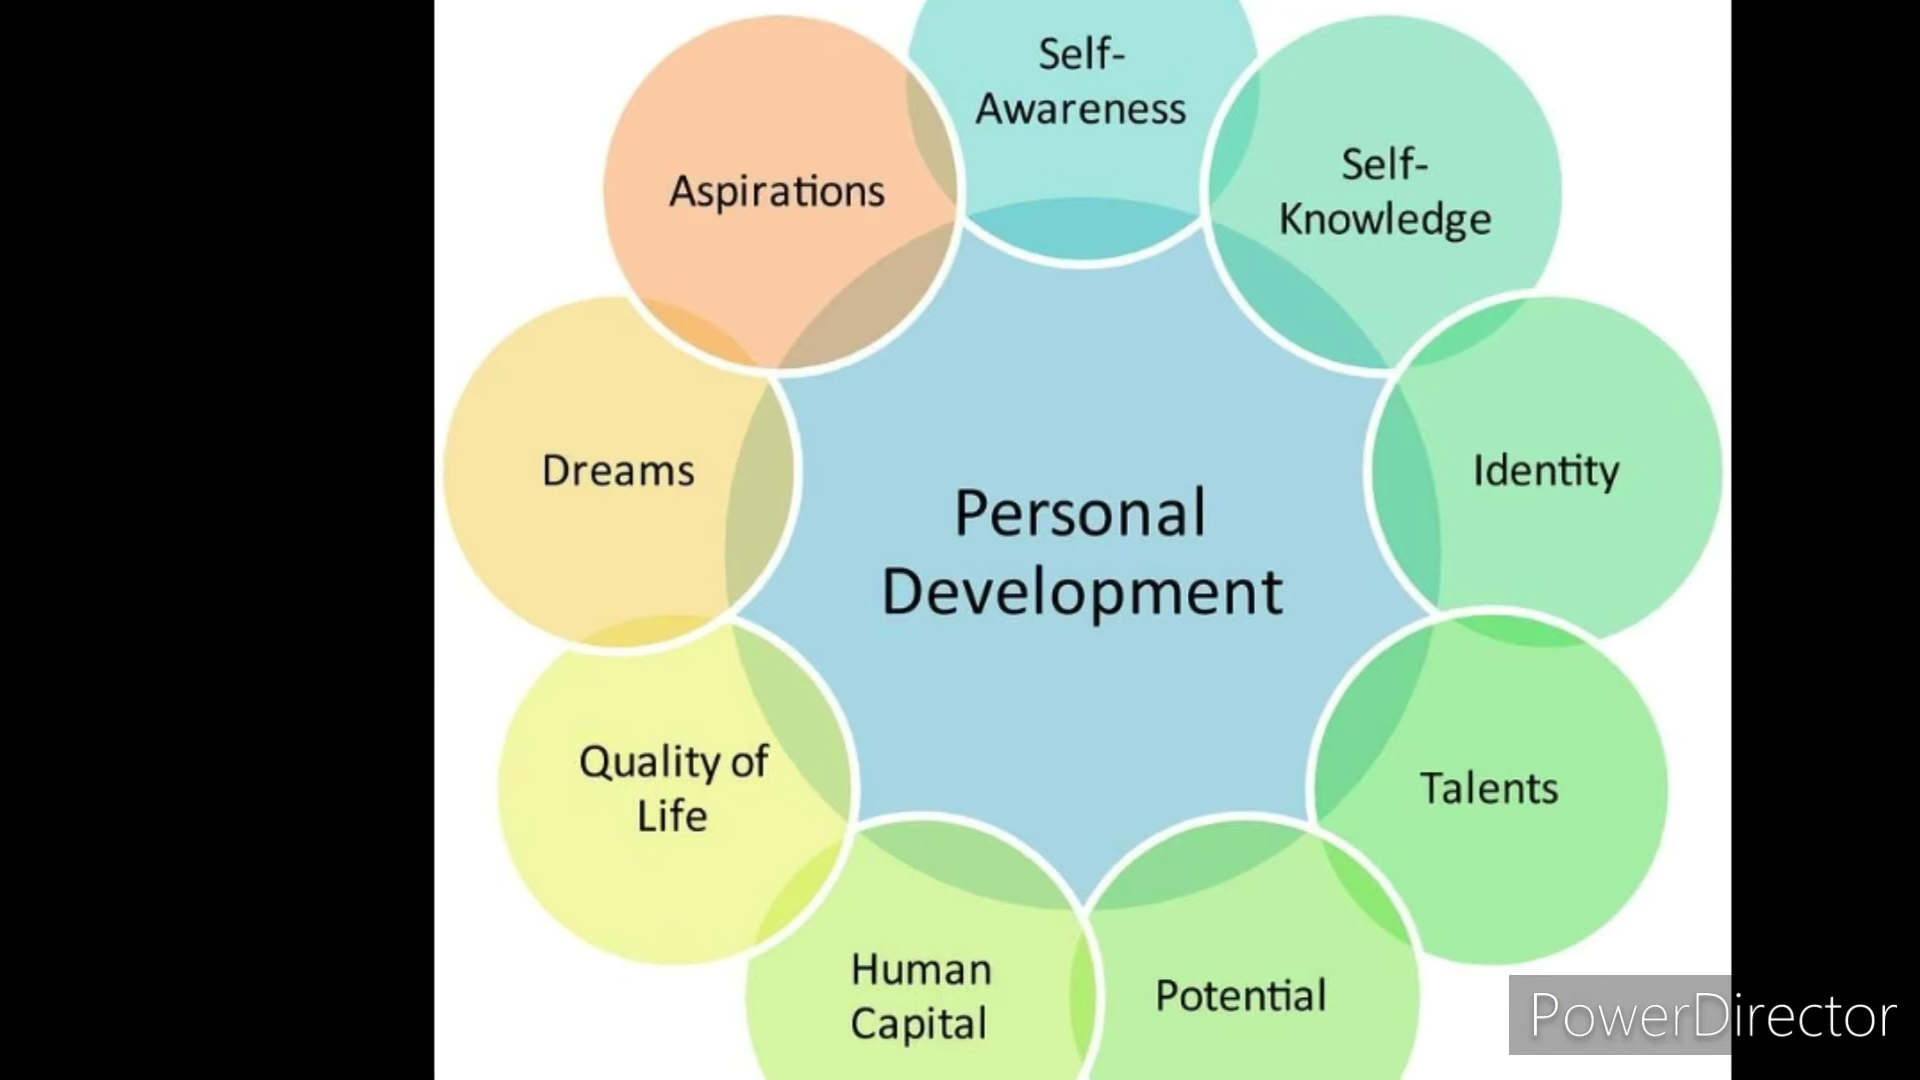 Self-
Awareness
Self-
Knowledge
Aspirations
Identity
Dreams
Personal
Development
Talents
Quality of
Life
Human
Capital
Potential
PowerDirector